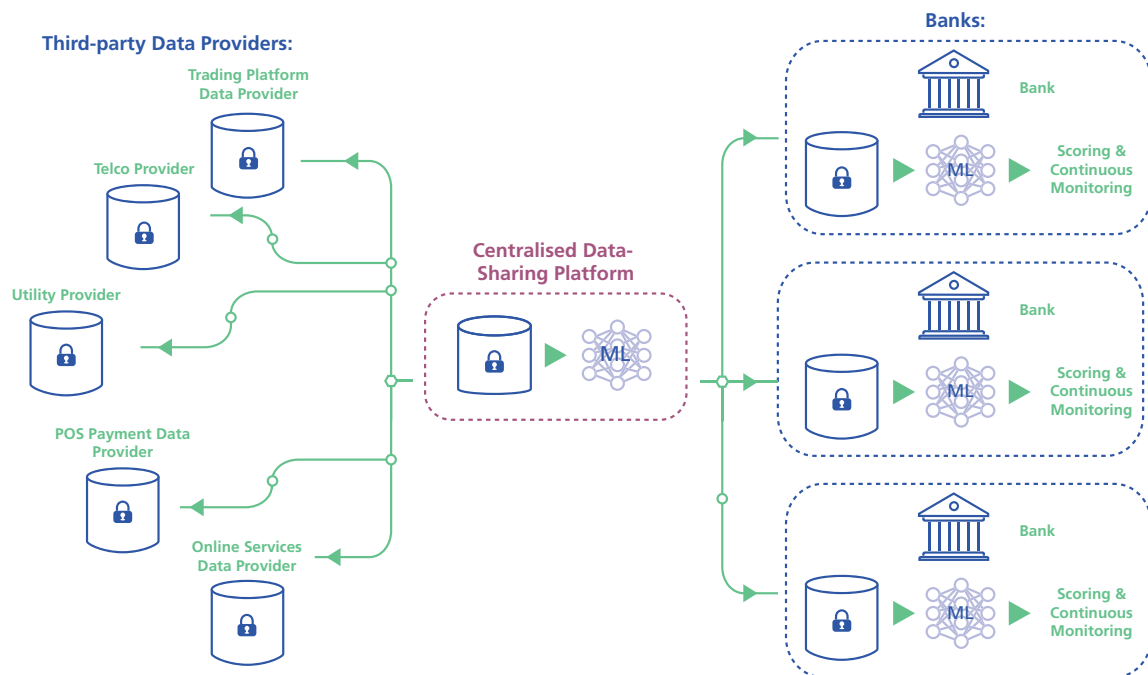 Third-party Data Providers:
Trading Platform
Data Provider
Telco Provider
Utility Provider
POS Payment Data
Provider
Online Services
Data Provider
Centralised Data-
Sharing Platform
ML
Banks:
Bank
ML
Scoring &
Continuous
Monitoring
Bank
ML
Scoring &
Continuous
Monitoring
Bank
ML
Scoring &
Continuous
Monitoring